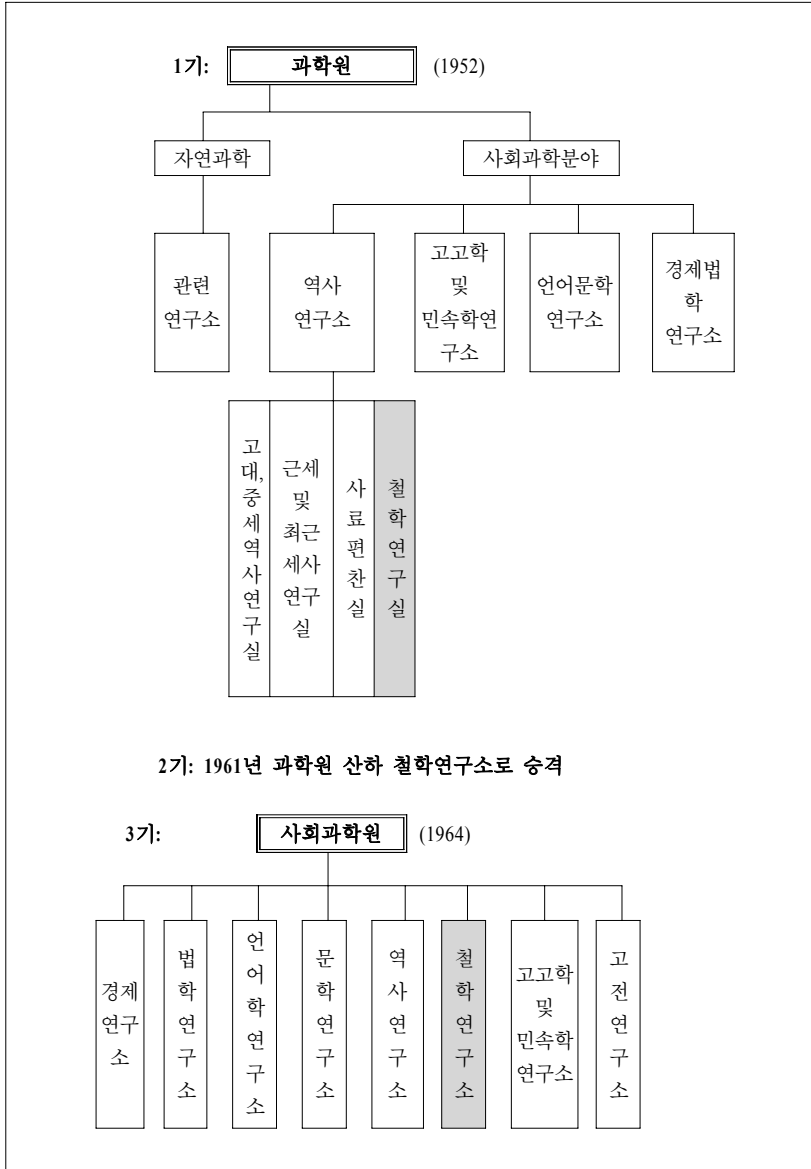 1기: 과학원 (1952)
자연과학 사회과학분야
관련
연구소
역사
연구소
고고학
및
민속학연
구소
언어문학
연구소
경제법
학
연구소
고
대,
중
세
역
사
연
구
실
근세
및
최근
세사
연구
실
사
료
편
찬
실
철
학
연
구
실
2기: 1961년 과학원 산하 철학연구소로 승격
3기: 사회과학원 (1964)
경제
연구
소
법
학
연
구
소
언
어
학
연
구
소
문
학
연
구
소
역
사
연
구
소
철
학
연
구
소
고고학
및
민속학
연구소
고
전
연
구
소